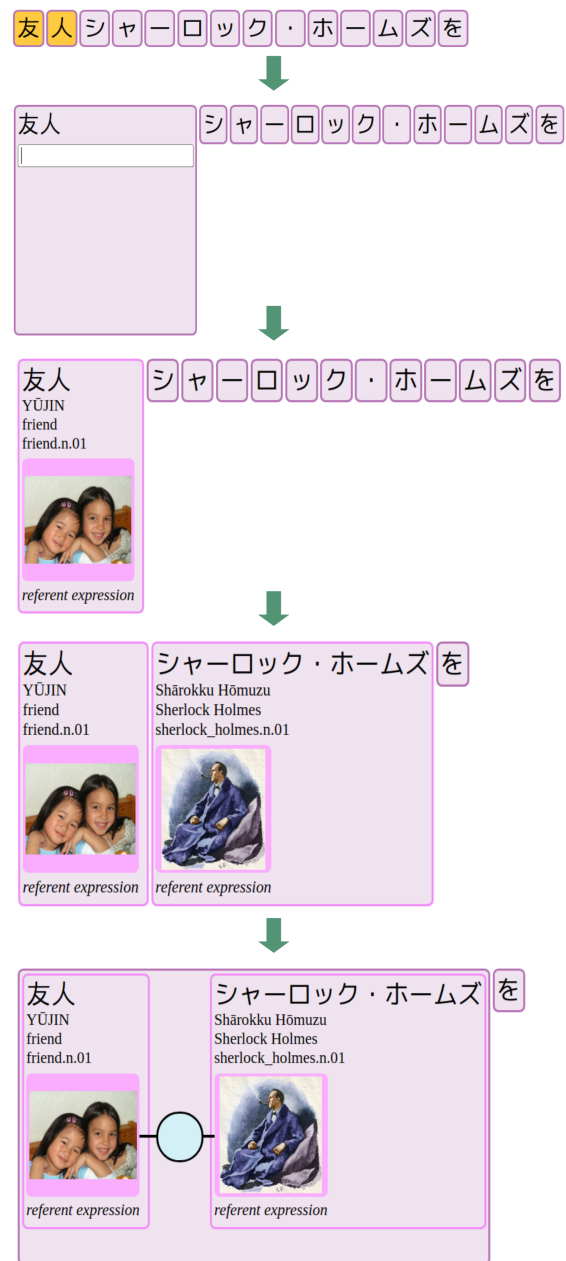 友人シャーロック・ホームズを
友人 シャーロック・ホームズを
友人 シャーロック・ホームズを
YŪJIN
friend
friend.n.01
referent expression
友人 シャーロック・ホームズ を
YŪJIN Shārokku Hōmuzu
friend Sherlock Holmes
friend.n.01 sherlock_holmes.n.01
referent expression referent expression
友人 シャーロック・ホームズ を
YŪJIN Shārokku Hōmuzu
friend Sherlock Holmes
friend.n.01 sherlock_holmes.n.01
referent expression referent expression